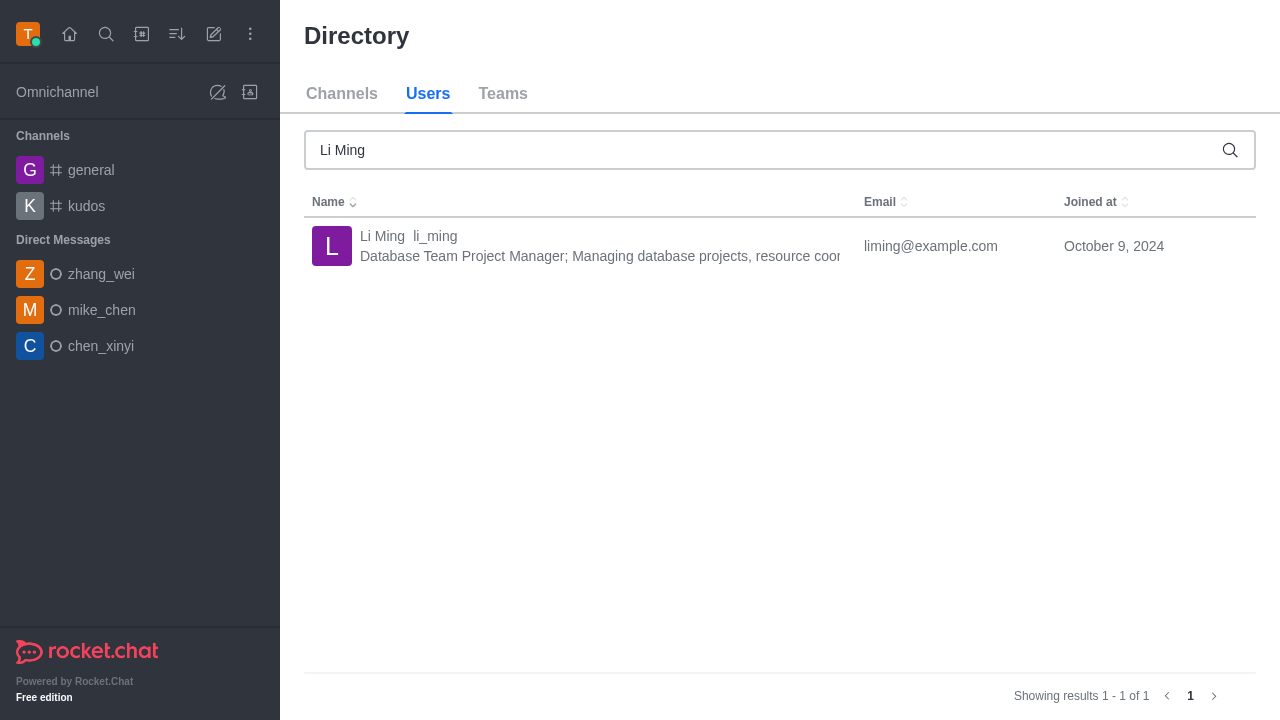 T
Directory
Omnichannel
Channels
G general
K kudos
Direct Messages
Z zhang_wei
M mike_chen
C chen_xinyi
rocket.chat
Powered by Rocket.Chat
Free edition
Channels Users Teams
Li Ming
Name Email Joined at
L
Li Ming li_ming
Database Team Project Manager; Managing database projects, resource coor
liming@example.com
October 9, 2024
Showing results 1 - 1 of 1 1